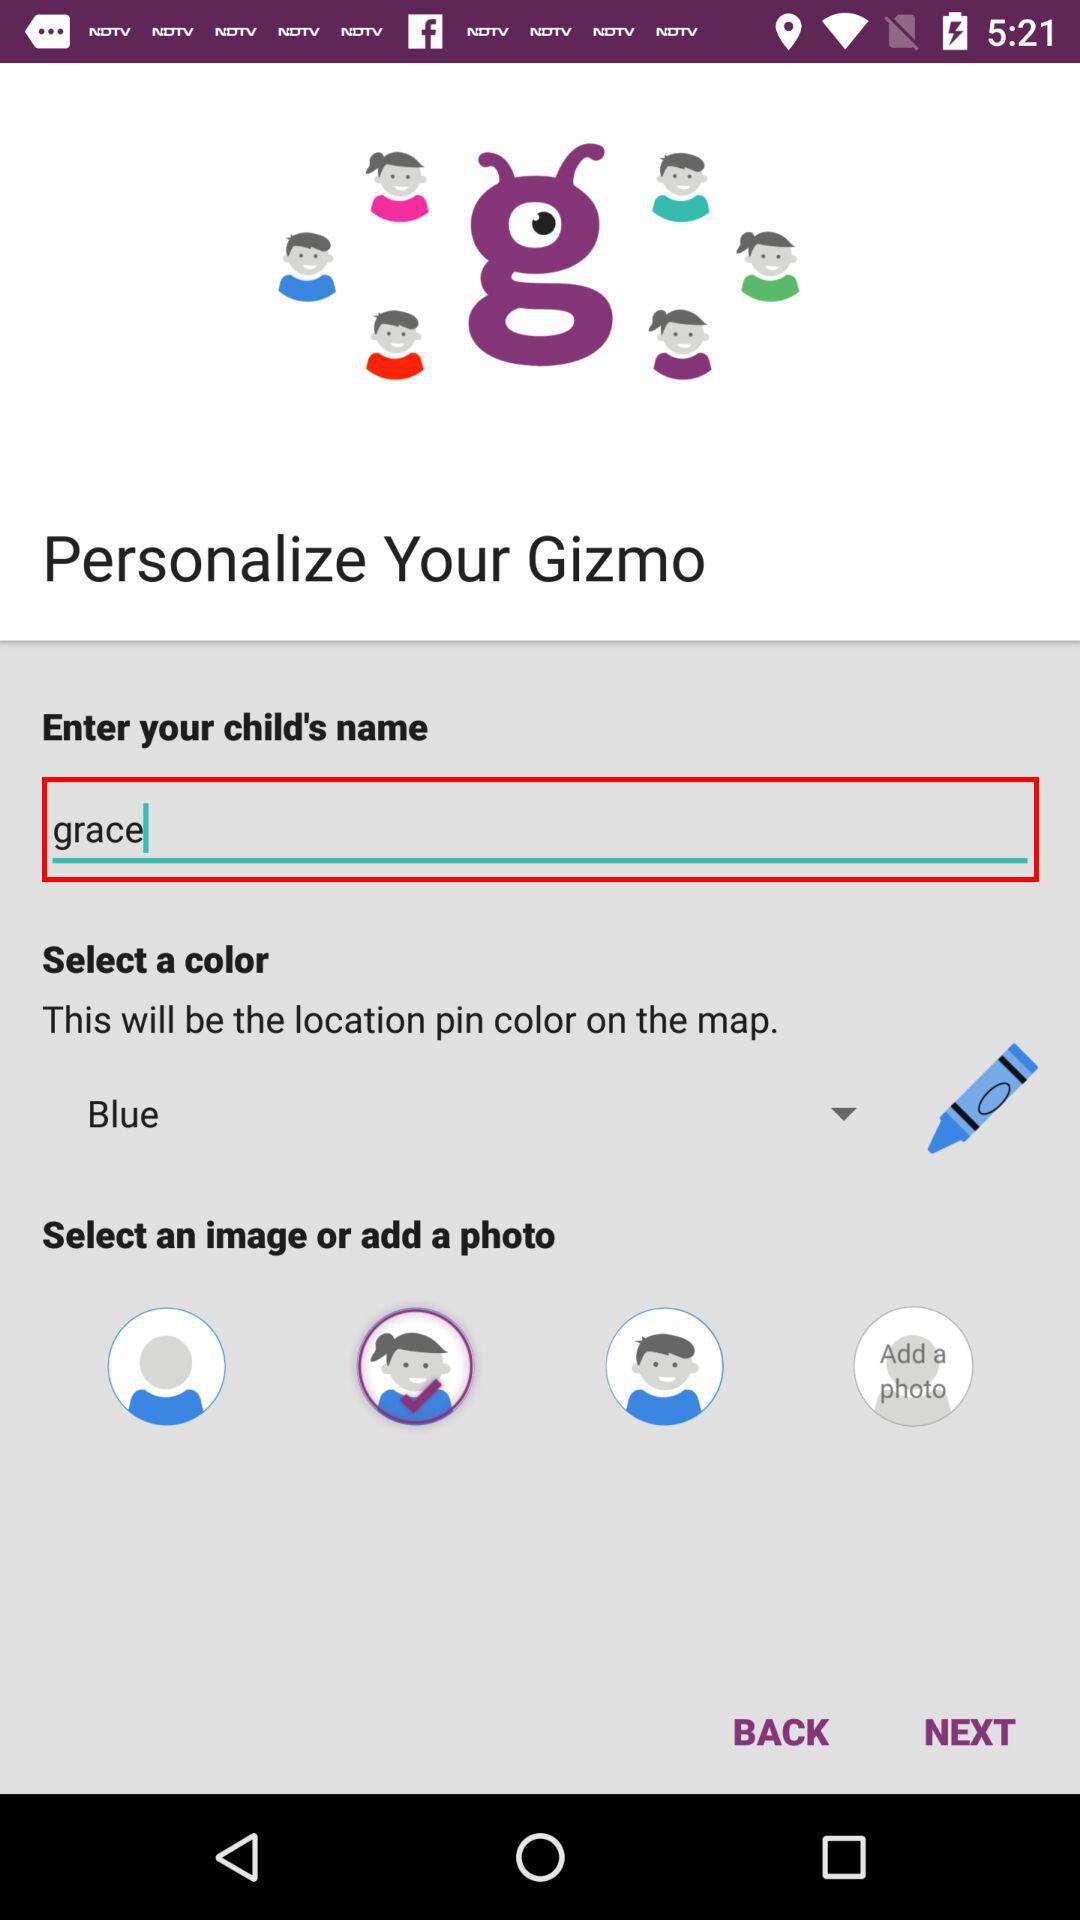 NDTV NDTV NDTV NDTV NDTV NDTV NDTV NDTV NDTV 5:21
Personalize Your Gizmo
Enter your child's name
grace
Select a color
This will be the location pin color on the map.
Blue
Select an image or add a photo
Add a
photo
BACK NEXT